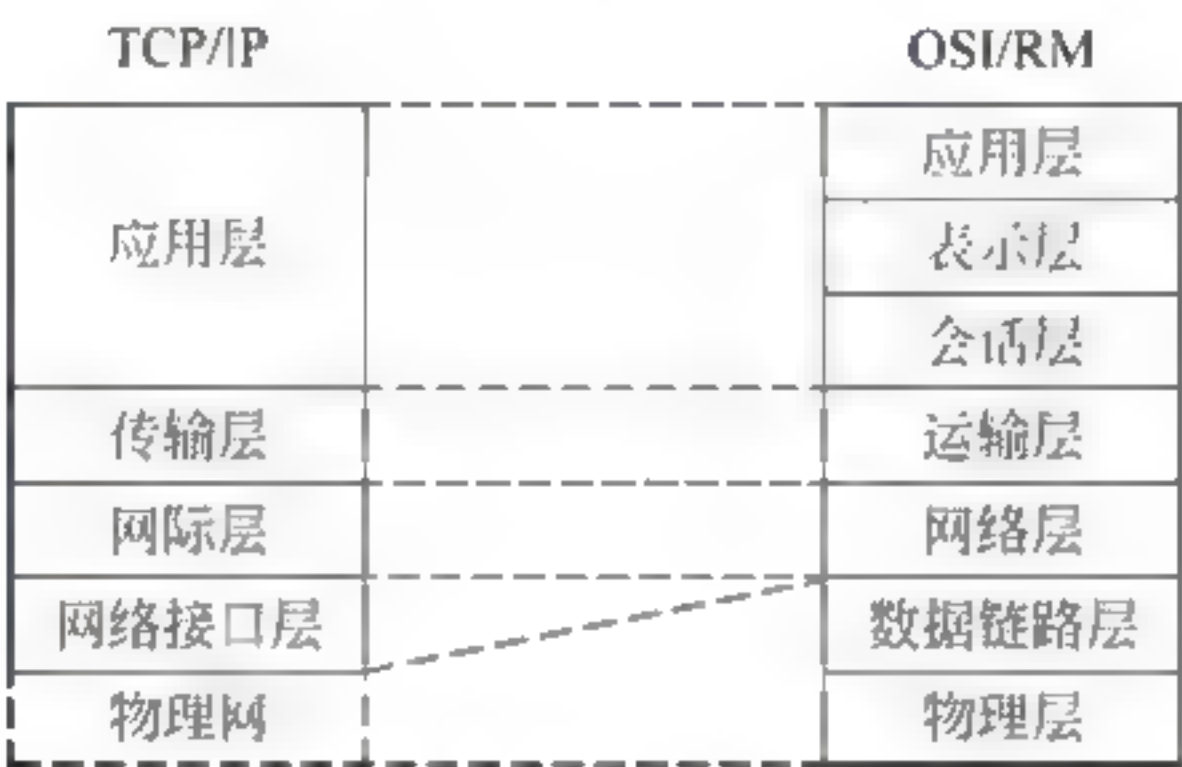 TCP/IP
OSI/RM
应用层
应用层
表示层
会话层
传输层
运输层
网际层
网络层
网络接口层
数据链路层
物理网
物理层